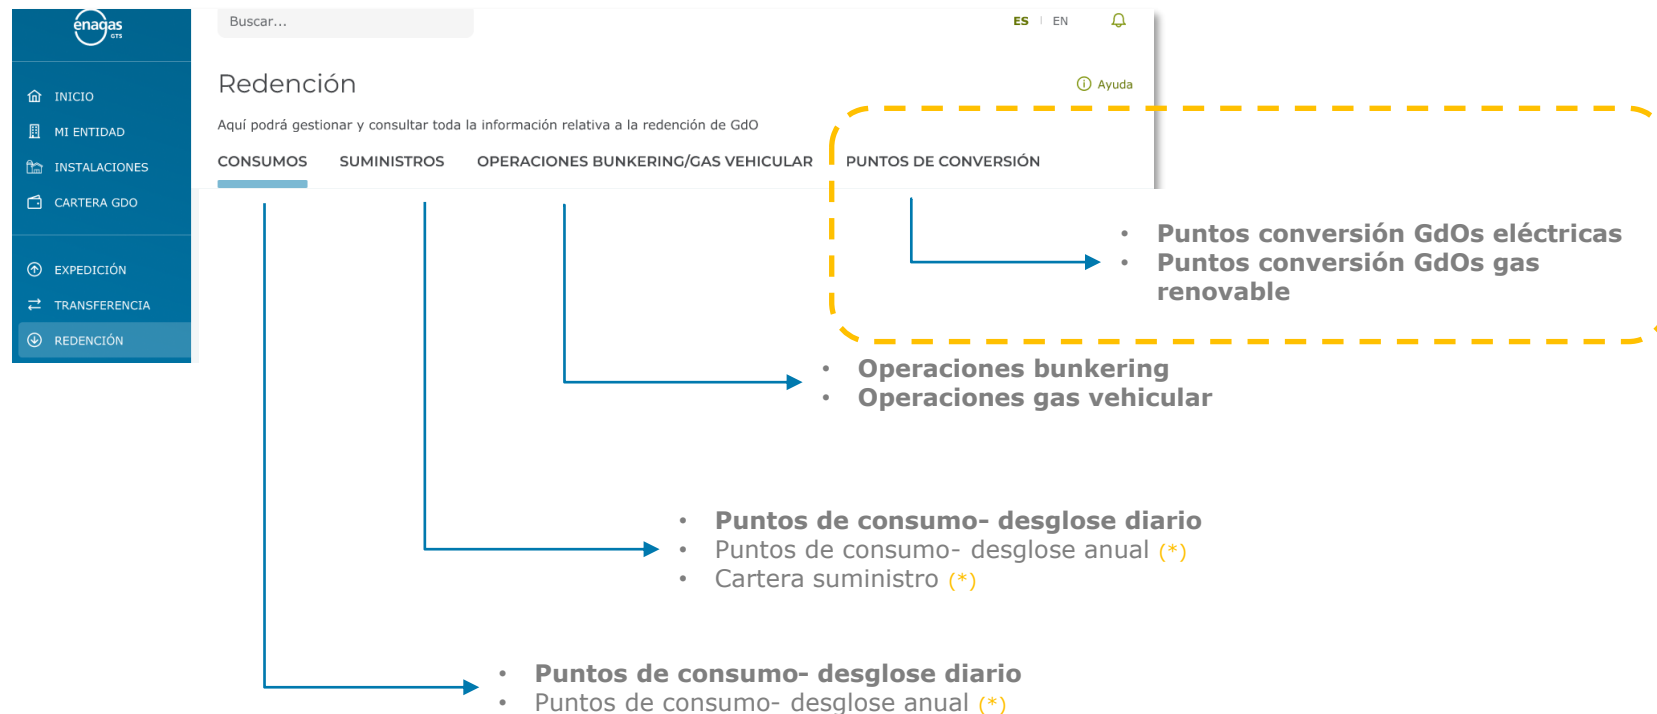 enagas
GTS
Buscar...
ES | EN
INICIO
MI ENTIDAD
INSTALACIONES
CARTERA GDO
EXPEDICIÓN
TRANSFERENCIA
REDENCIÓN
Redención
Ayuda
Aquí podrá gestionar y consultar toda la información relativa a la redención de GdO
CONSUMOS SUMINISTROS OPERACIONES BUNKERING/GAS VEHICULAR PUNTOS DE CONVERSIÓN
• Puntos conversión GdOs eléctricas
• Puntos conversión GdOs gas
renovable
• Operaciones bunkering
• Operaciones gas vehicular
• Puntos de consumo- desglose diario
• Puntos de consumo- desglose anual (*)
• Cartera suministro (*)
• Puntos de consumo- desglose diario
• Puntos de consumo- desglose anual (*)